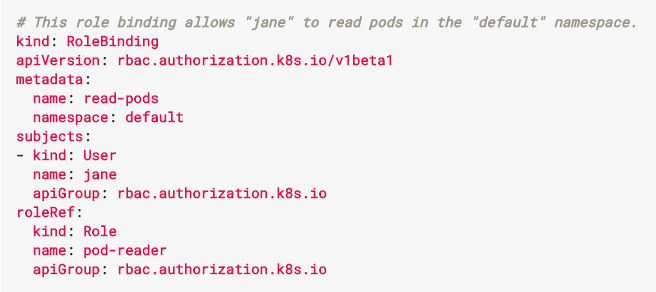 # This role binding allows "jane" to read pods in the "default" namespace.
kind: RoleBinding
apiVersion: rbac.authorization.k8s.io/v1beta1
metadata:
  name: read-pods
  namespace: default
subjects:
- kind: User
  name: jane
  apiGroup: rbac.authorization.k8s.io
roleRef:
  kind: Role
  name: pod-reader
  apiGroup: rbac.authorization.k8s.io